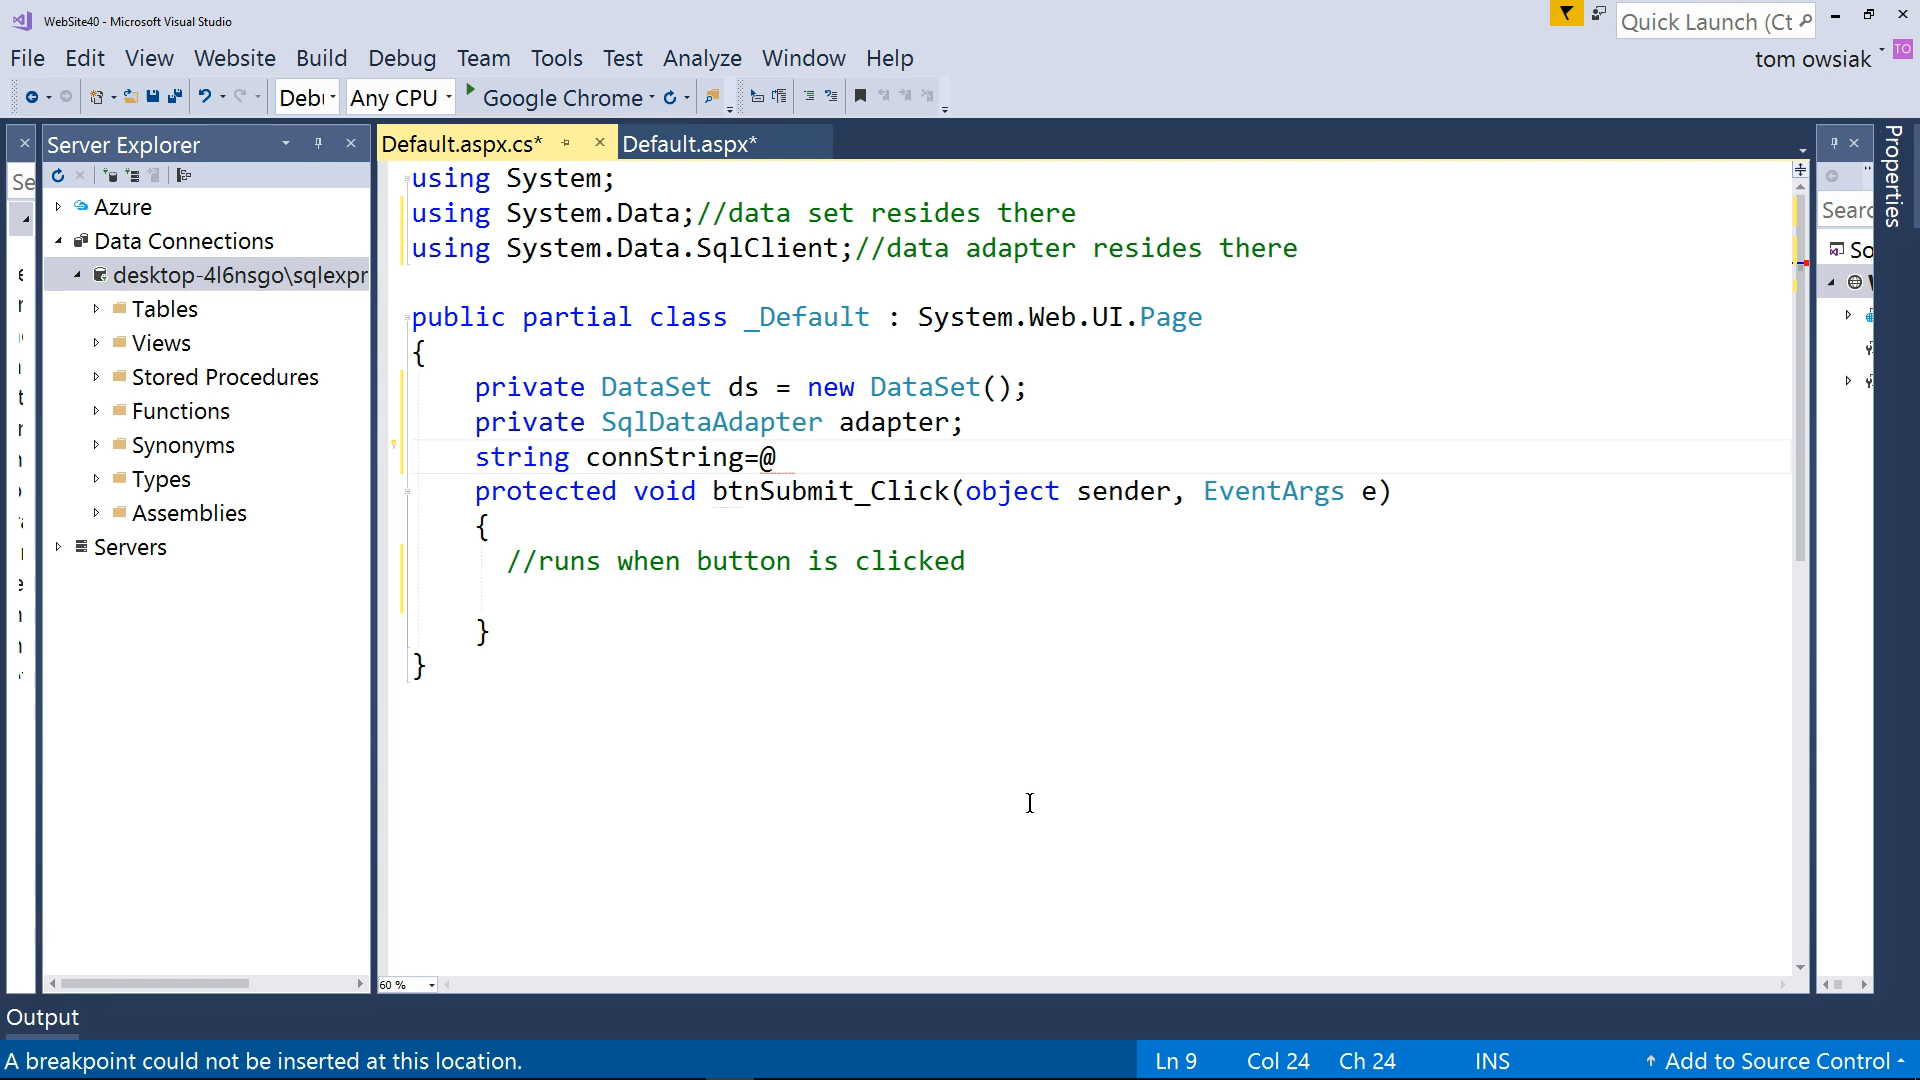 WebSite40 - Microsoft Visual Studio
Quick Launch (Ct
File Edit View Website Build Debug Team Tools Test Analyze Window Help
tom owsiak
TO
Any CPU
Google Chrome
Server Explorer
Default.aspx.cs*
Default.aspx*
Properties
Azure
Data Connections
desktop-4l6nsgo\sqlexpr
Tables
Views
Stored Procedures
Functions
Synonyms
Types
Assemblies
Servers
using System;
using System.Data;//data set resides there
using System.Data.SqlClient;//data adapter resides there
public partial class _Default : System.Web.UI.Page
{
private DataSet ds = new DataSet();
private SqlDataAdapter adapter;
string connString=@
protected void btnSubmit_Click(object sender, EventArgs e)
{
//runs when button is clicked
}
}
60 %
Output
A breakpoint could not be inserted at this location.
Ln 9 Col 24 Ch 24 INS
Add to Source Control